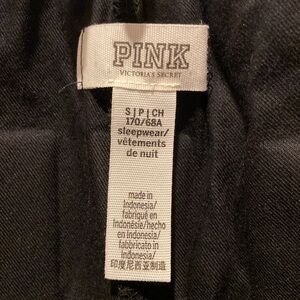 PINK
VICTORIA'S SECRET
S | P | CH
170/68A
sleepwear/
vêtements
de nuit
made in
Indonesia/
fabriqué en
Indonésie/hecho
en Indonesia/
fabbricato in
Indonesia/
印度尼西亚制造